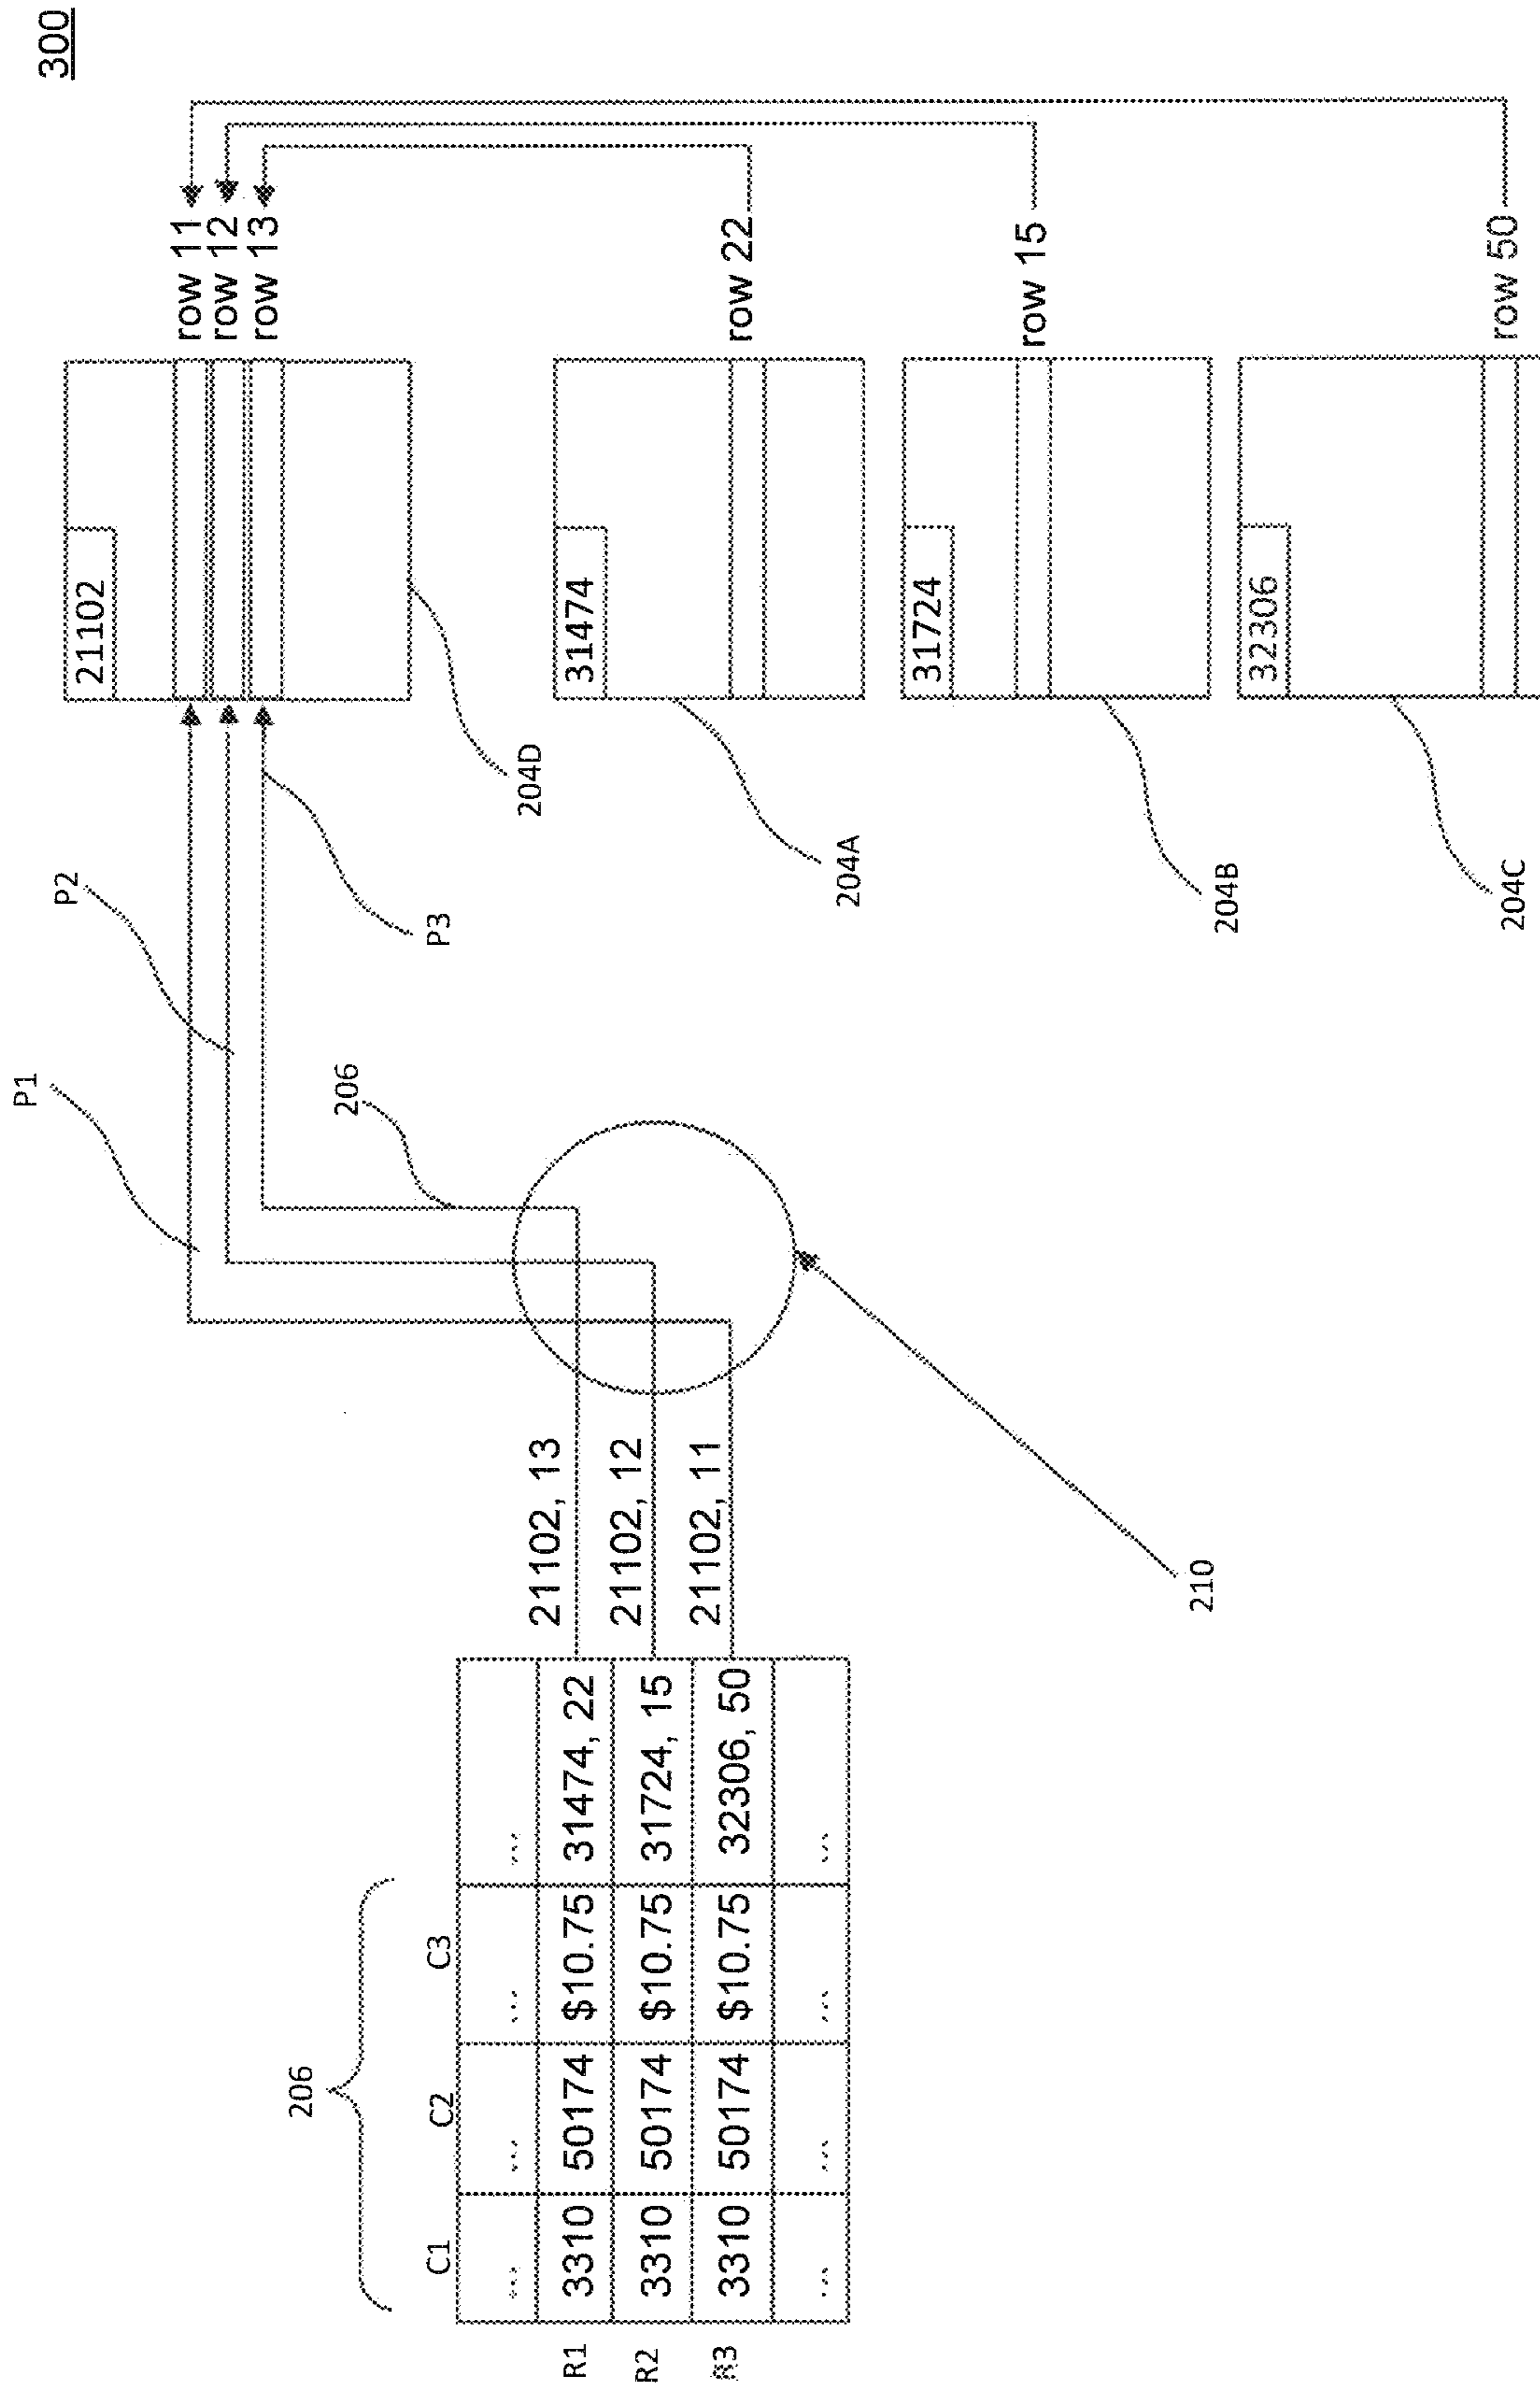 300
206
C1 C2 C3
... ... ... ...
R1 3310 50174 $10.75 31474, 22
R2 3310 50174 $10.75 31724, 15
R3 3310 50174 $10.75 32306, 50
... ... ... ...
21102, 13
21102, 12
21102, 11
210
206
P1
P2
P3
21102
row 11
row 12
row 13
204D
31474
row 22
204A
31724
row 15
204B
32306
row 50
204C